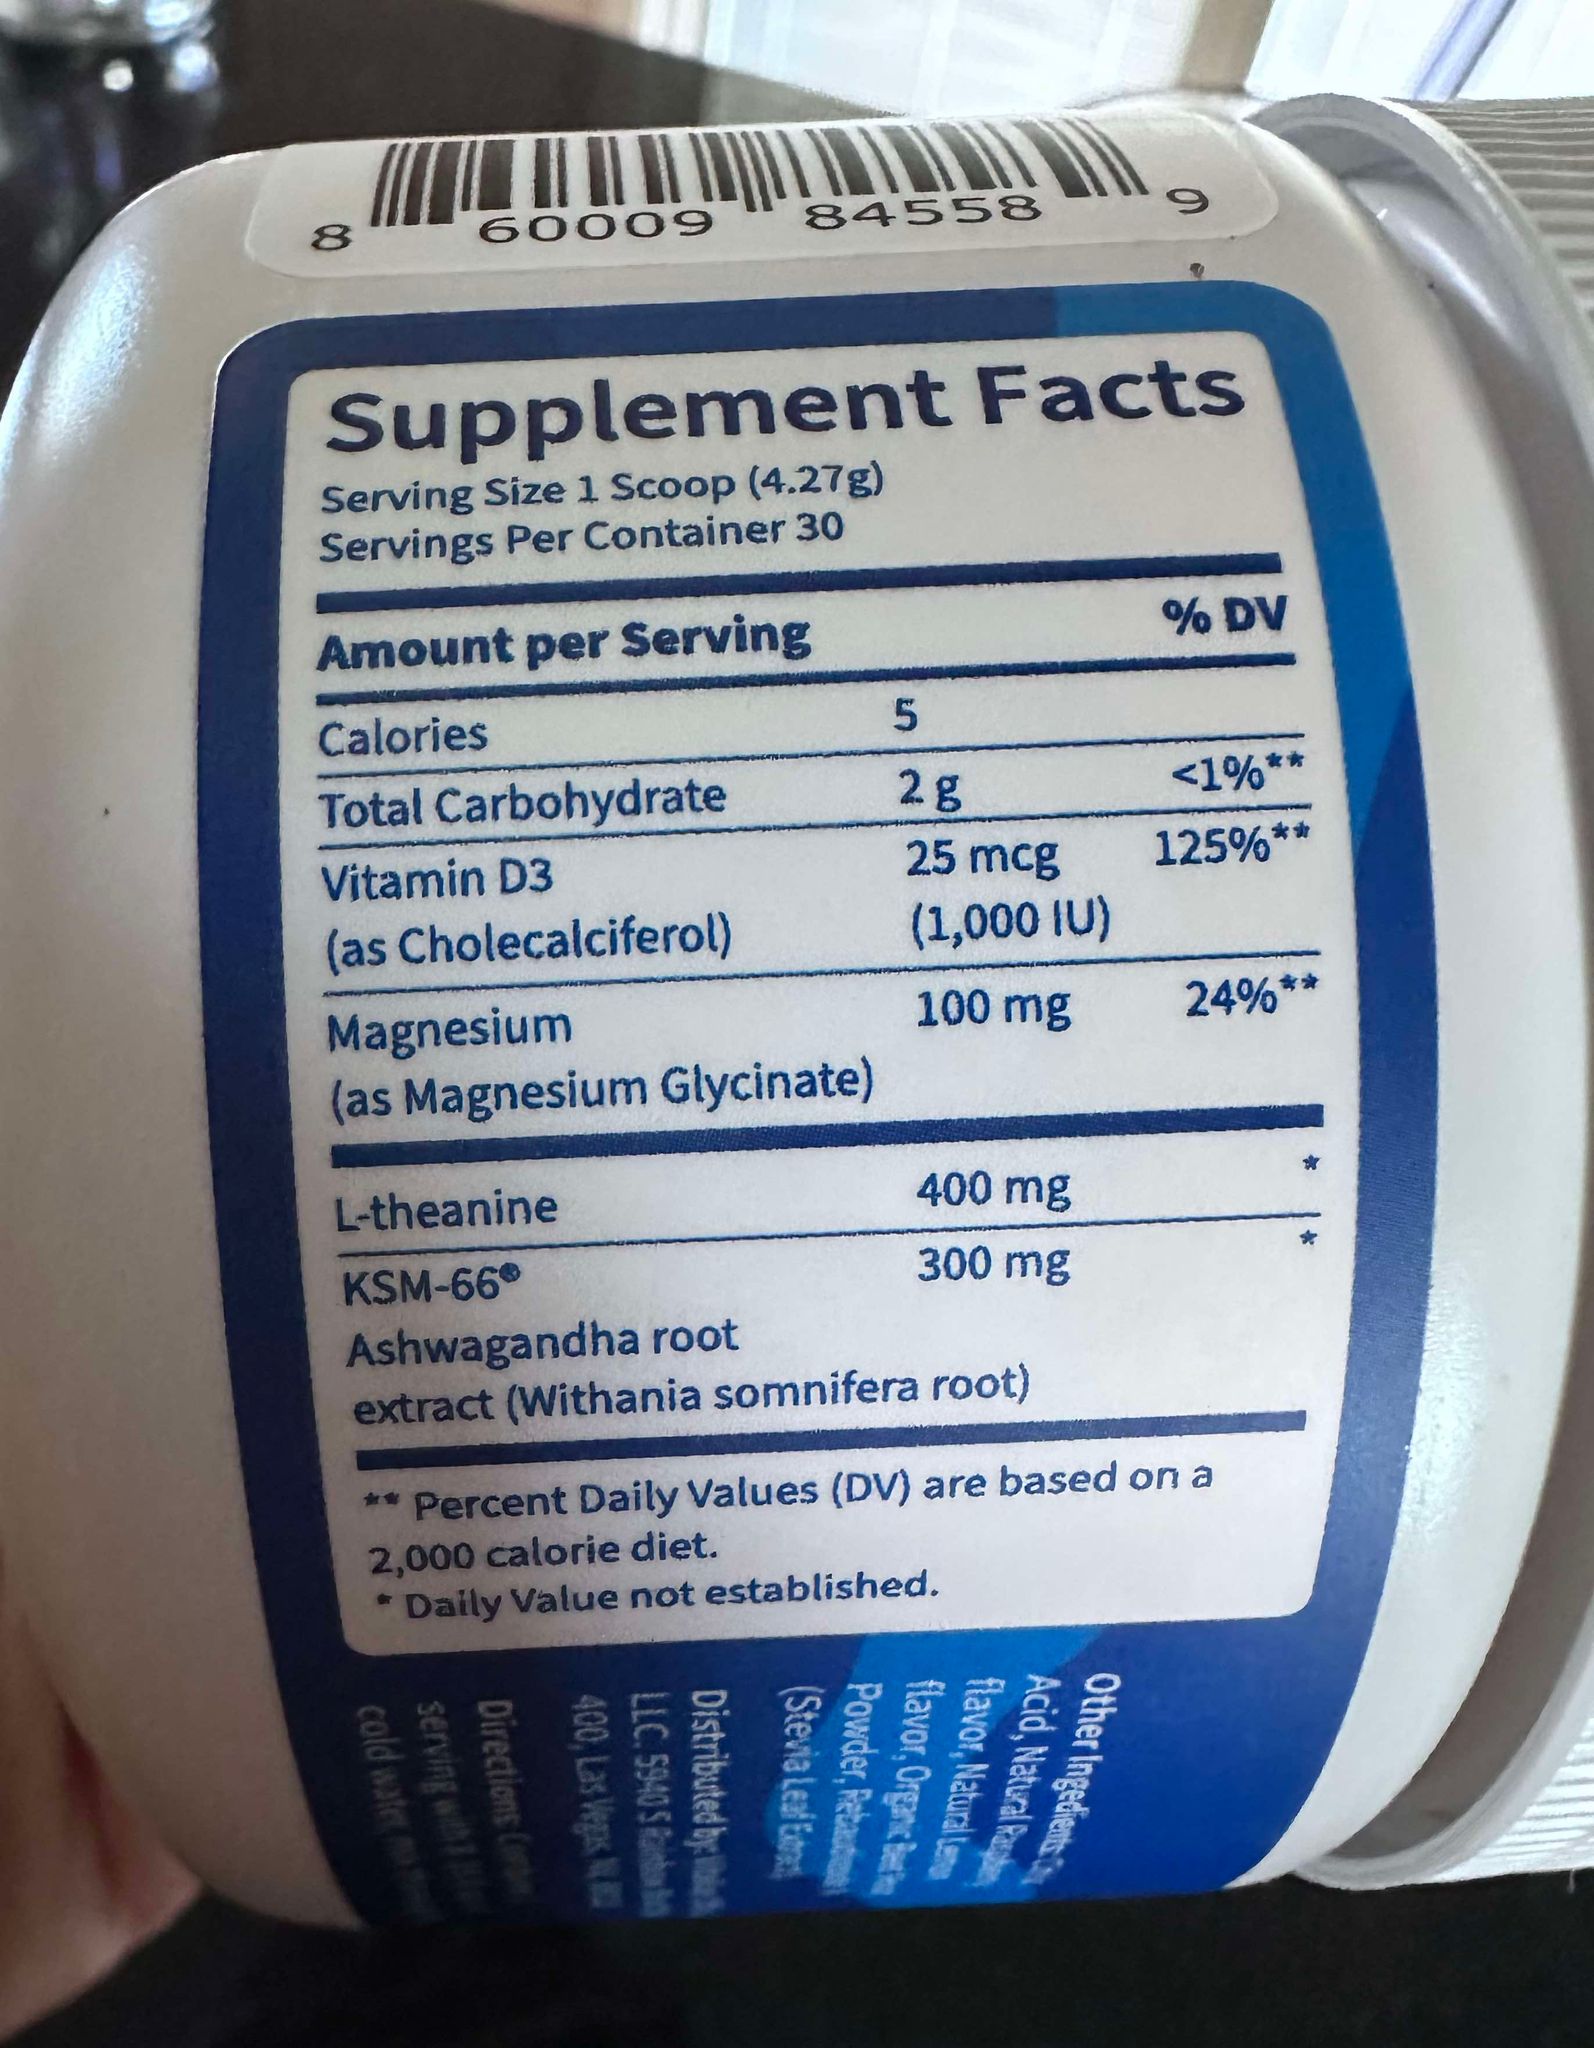 8 60009 84558 9
Supplement Facts
Serving Size 1 Scoop (4.27g)
Servings Per Container 30
Amount per Serving % DV
Calories 5
Total Carbohydrate 2 g <1%**
Vitamin D3 25 mcg 125%**
(as Cholecalciferol) (1,000 IU)
Magnesium 100 mg 24%**
(as Magnesium Glycinate)
L-theanine 400 mg *
KSM-66® 300 mg *
Ashwagandha root
extract (Withania somnifera root)
** Percent Daily Values (DV) are based on a
2,000 calorie diet.
* Daily Value not established.
Other Ingredients:
Acid, Natural
flavor, Natural
flavor, Organic
Powder,
(Stevia Leaf
Distributed by:
LLC 5940 S
400, Las Vegas,
Directions:
serving with
cold water